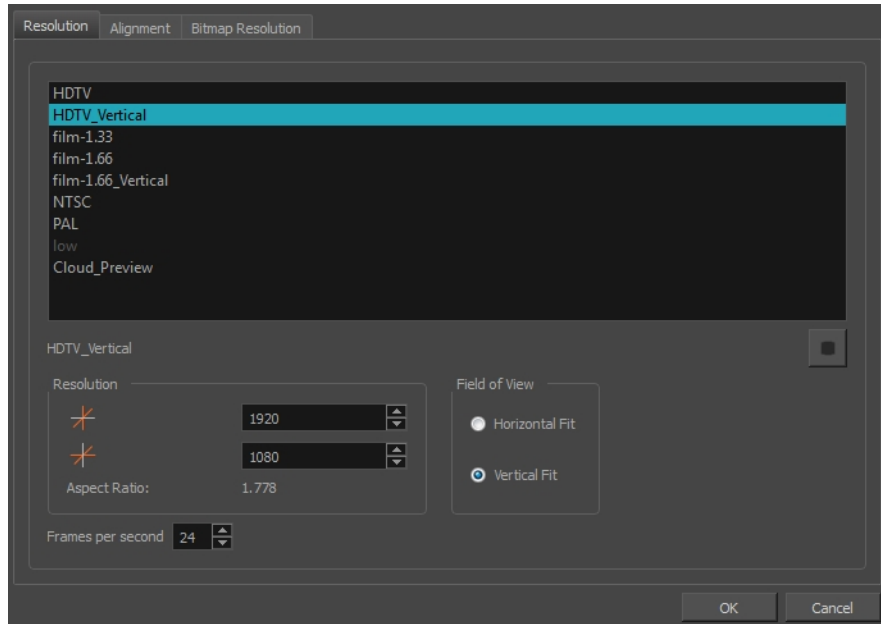 Resolution Alignment Bitmap Resolution
HDTV
HDTV_Vertical
film-1.33
film-1.66
film-1.66_Vertical
NTSC
PAL
low
Cloud_Preview
HDTV_Vertical
Resolution
1920
1080
Aspect Ratio: 1.778
Field of View
Horizontal Fit
Vertical Fit
Frames per second 24
OK Cancel